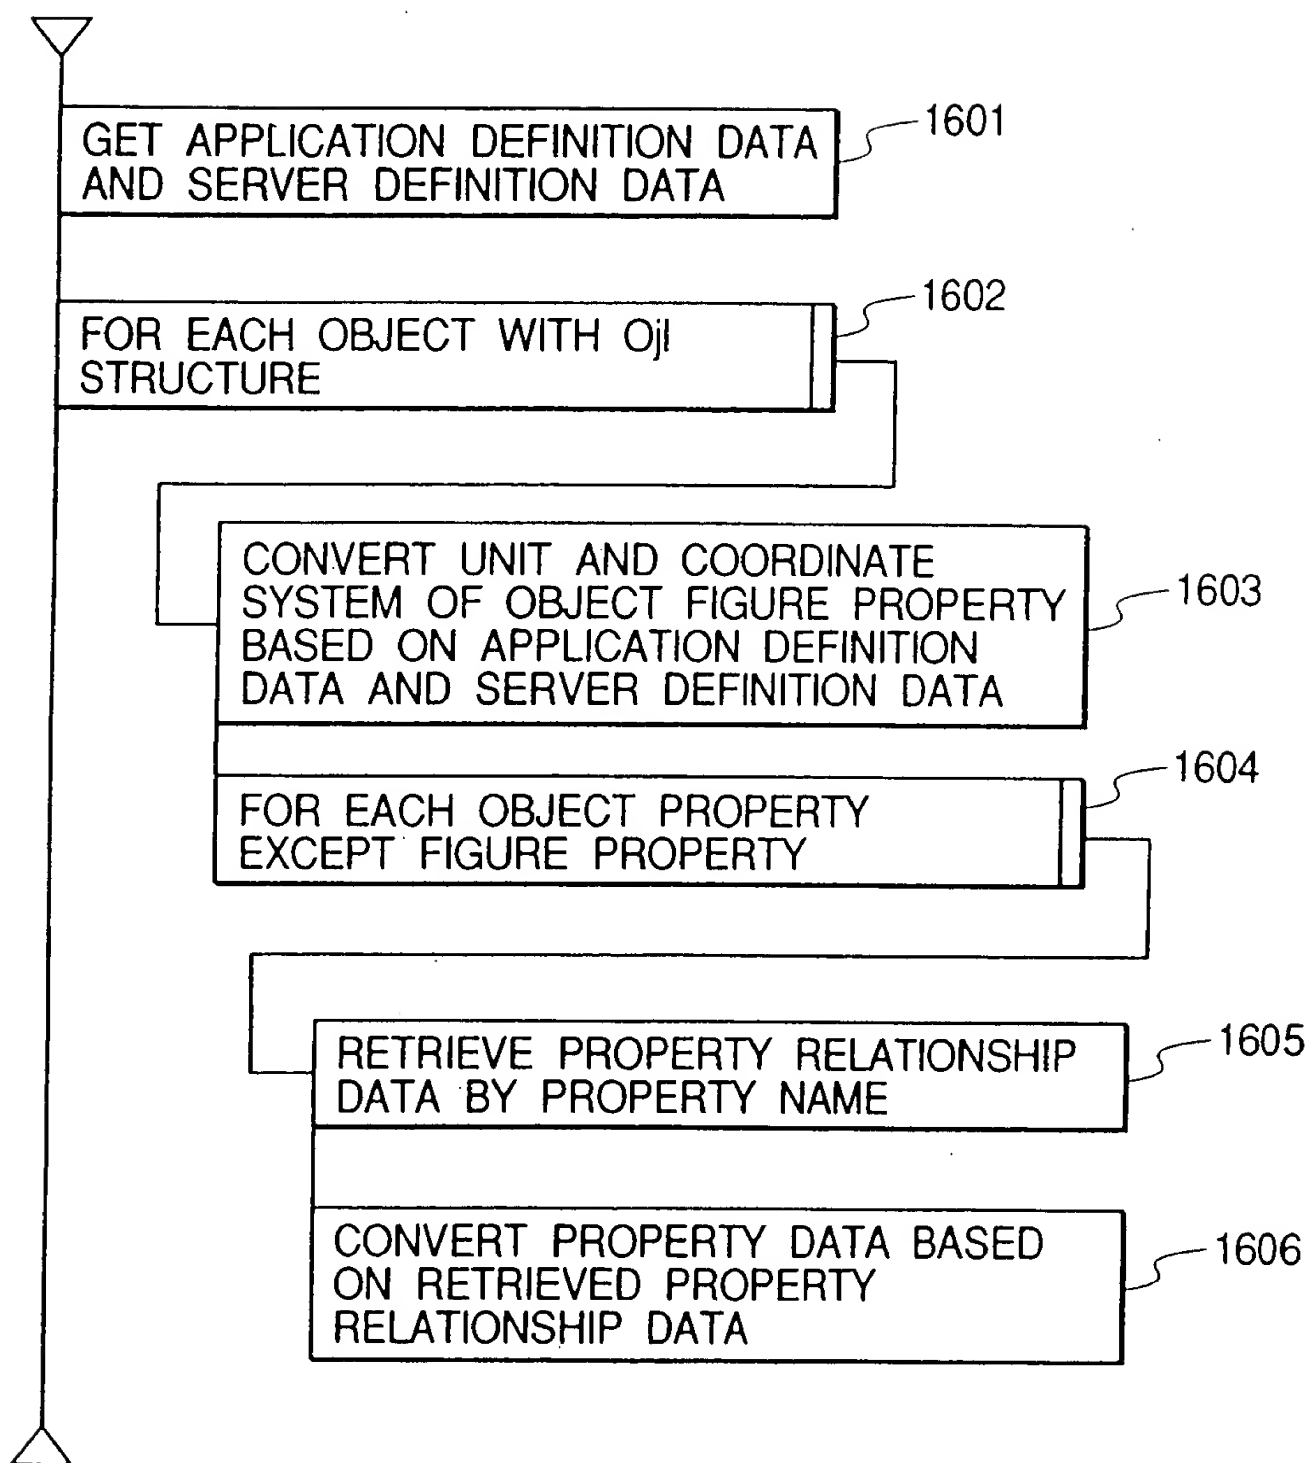 GET APPLICATION DEFINITION DATA
AND SERVER DEFINITION DATA
1601
FOR EACH OBJECT WITH Ojl
STRUCTURE
1602
CONVERT UNIT AND COORDINATE
SYSTEM OF OBJECT FIGURE PROPERTY
BASED ON APPLICATION DEFINITION
DATA AND SERVER DEFINITION DATA
1603
FOR EACH OBJECT PROPERTY
EXCEPT FIGURE PROPERTY
1604
RETRIEVE PROPERTY RELATIONSHIP
DATA BY PROPERTY NAME
1605
CONVERT PROPERTY DATA BASED
ON RETRIEVED PROPERTY
RELATIONSHIP DATA
1606